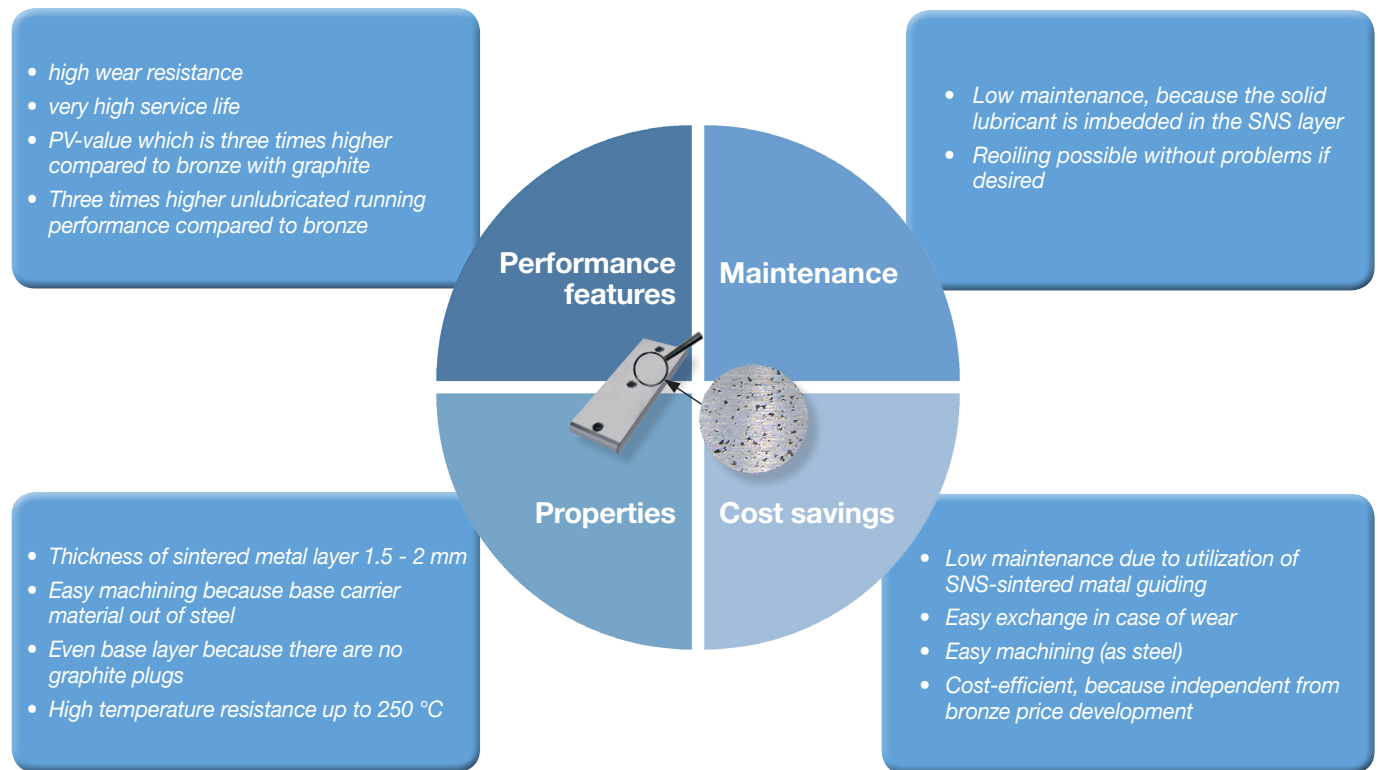 • high wear resistance
• very high service life
• PV-value which is three times higher
compared to bronze with graphite
• Three times higher unlubricated running
performance compared to bronze
• Low maintenance, because the solid
lubricant is imbedded in the SNS layer
• Reoiling possible without problems if
desired
Performance
features
Maintenance
Properties
Cost savings
• Thickness of sintered metal layer 1.5 - 2 mm
• Easy machining because base carrier
material out of steel
• Even base layer because there are no
graphite plugs
• High temperature resistance up to 250 °C
• Low maintenance due to utilization of
SNS-sintered matal guiding
• Easy exchange in case of wear
• Easy machining (as steel)
• Cost-efficient, because independent from
bronze price development